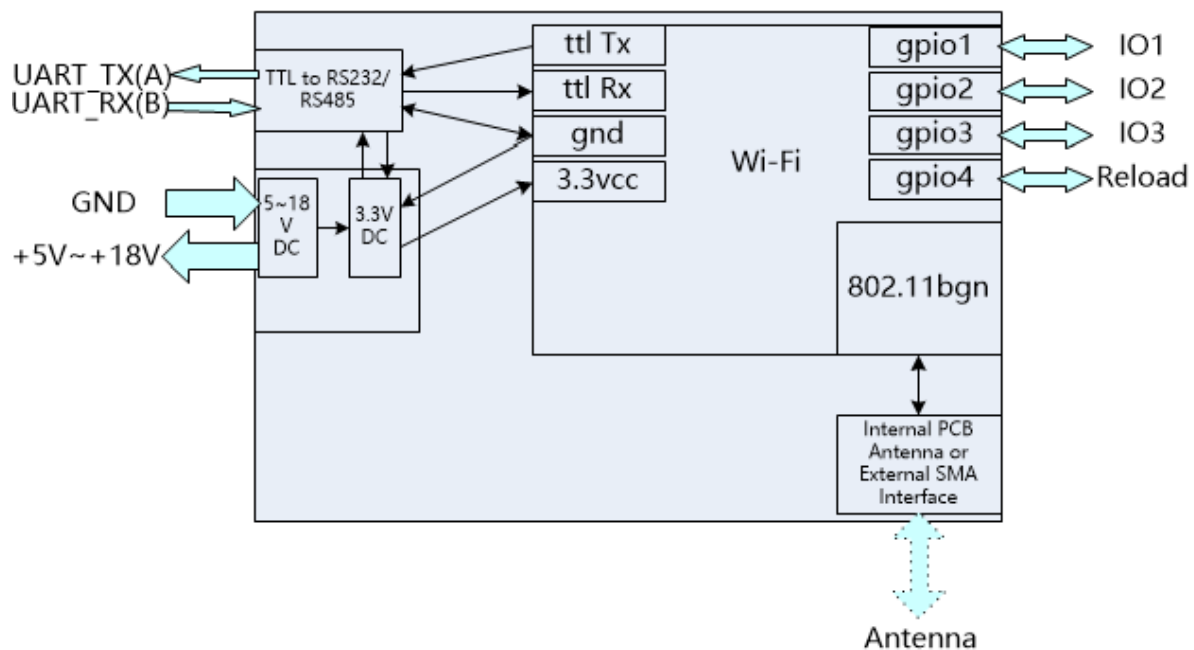 UART_TX(A)
UART_RX(B)
GND
+5V~+18V
TTL to RS232/
RS485
5~18
V
DC
3.3V
DC
ttl Tx
ttl Rx
gnd
3.3vcc
Wi-Fi
gpio1
gpio2
gpio3
gpio4
IO1
IO2
IO3
Reload
802.11bgn
Internal PCB
Antenna or
External SMA
Interface
Antenna